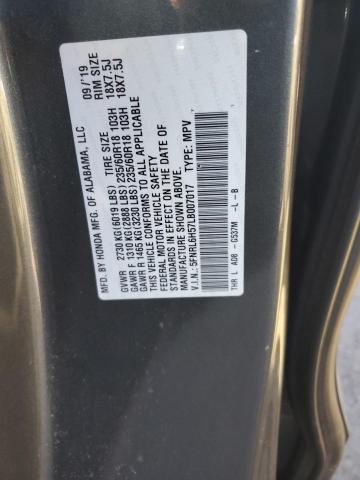 MFD. BY HONDA MFG. OF ALABAMA, LLC 09/'19
TIRE SIZE RIM SIZE
GVWR 2730 KG(6019 LBS)
GAWR F 1310 KG(2888 LBS) 235/60R18 103H 18X7.5J
GAWR R 1465 KG(3230 LBS) 235/60R18 103H 18X7.5J
THIS VEHICLE CONFORMS TO ALL APPLICABLE
FEDERAL MOTOR VEHICLE SAFETY
STANDARDS IN EFFECT ON THE DATE OF
MANUFACTURE SHOWN ABOVE.
V.I.N.: 5FNRL6H57LB007017 TYPE: MPV
THR L A08 - G537M -L-B